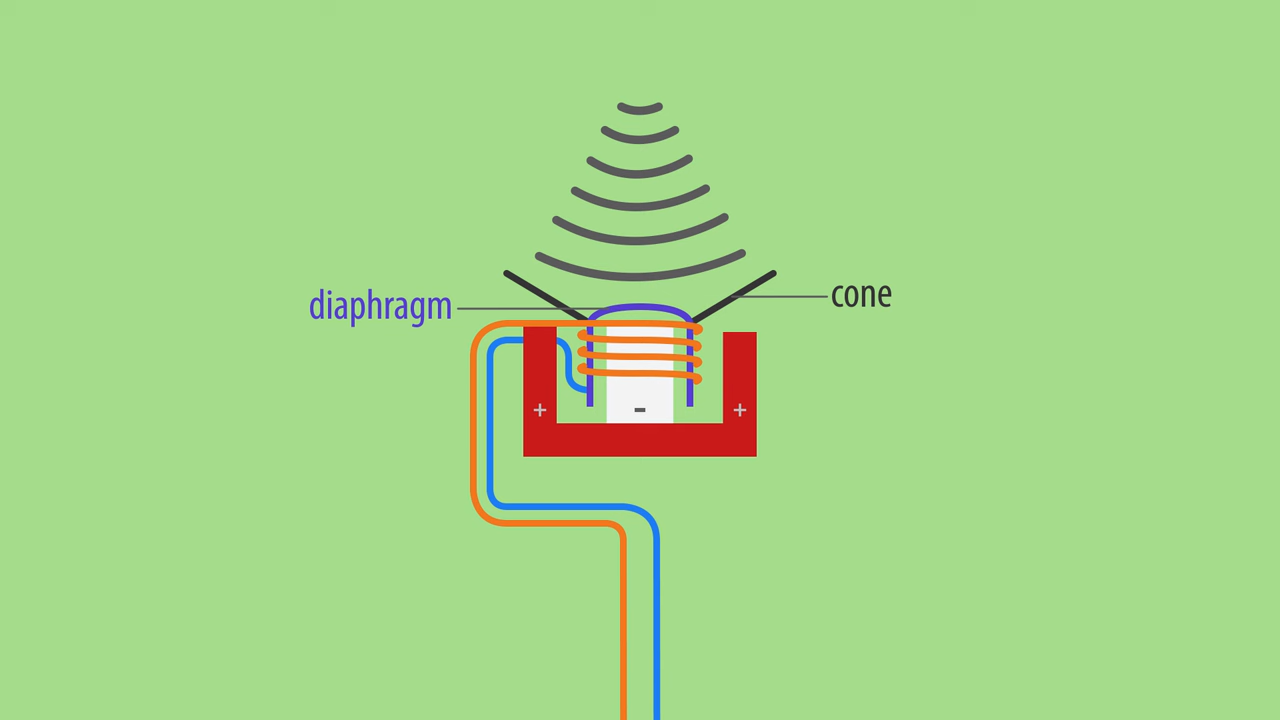 diaphragm
cone
+ - +